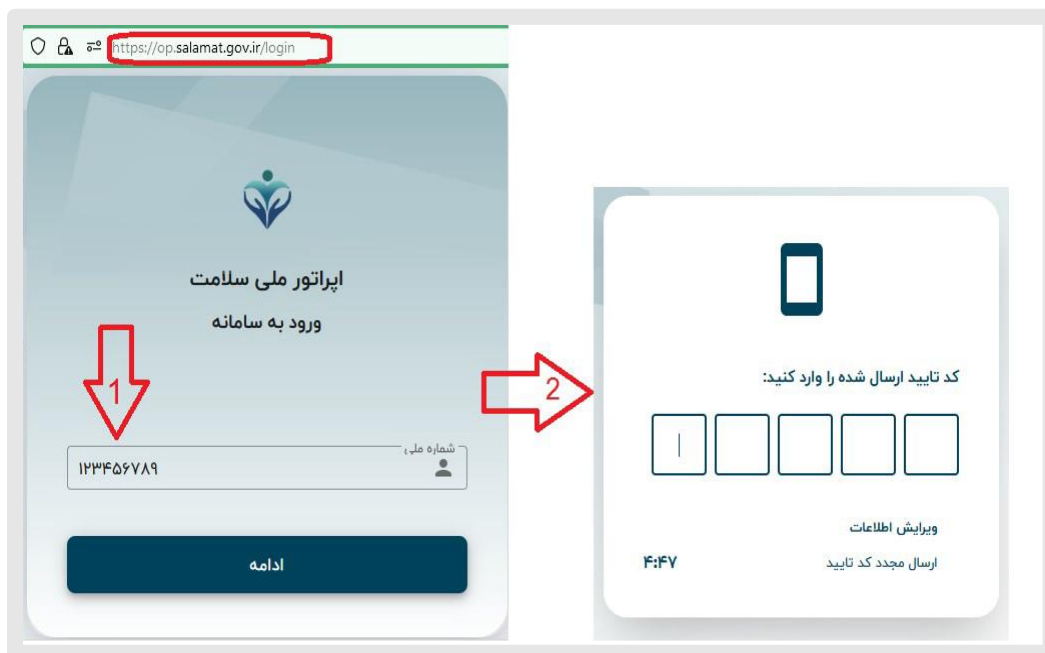 https://op.salamat.gov.ir/login
اپراتور ملی سلامت
ورود به سامانه
1
شماره ملی
۱۲۳۴۵۶۷۸۹
ادامه
2
کد تایید ارسال شده را وارد کنید:
ویرایش اطلاعات
ارسال مجدد کد تایید
۴:۴۷